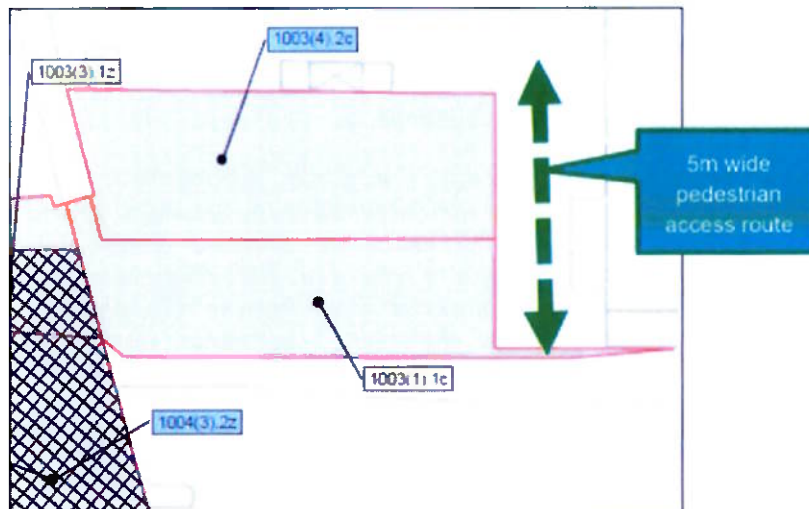 1003(4).2c
1003(3).1z
5m wide
pedestrian
access route
1003(1).1c
1004(3).2z